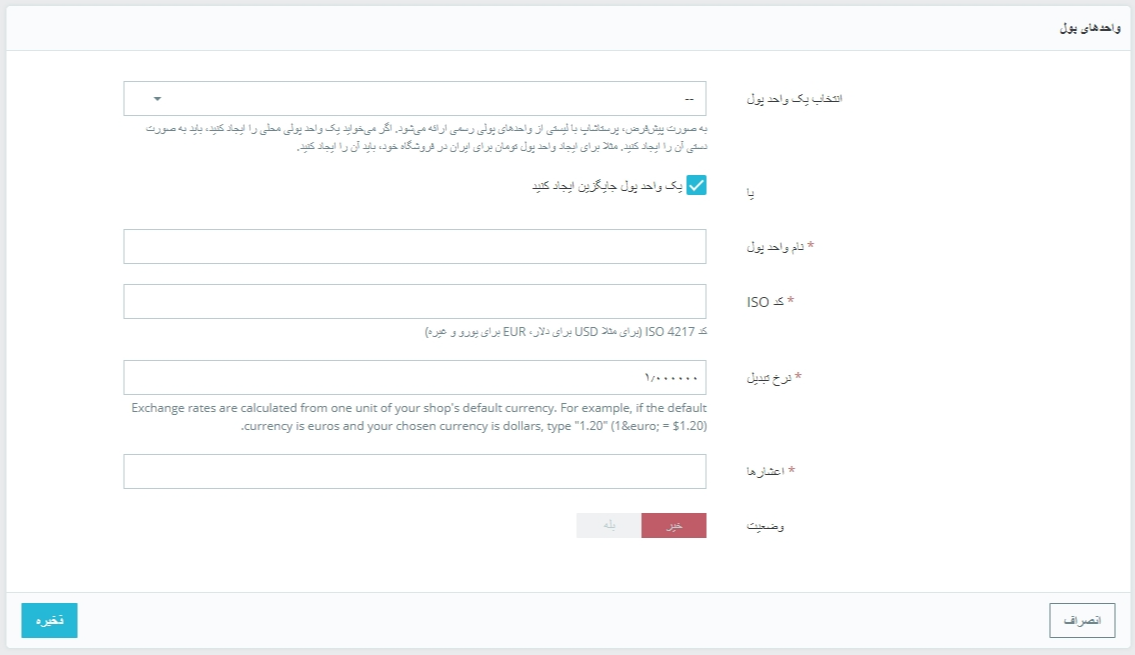 واحدهای پول
انتخاب یک واحد پول
--
به صورت پیش‌فرض، پرستاشاپ با لیستی از واحدهای پولی رسمی ارائه می‌شود. اگر می‌خواید یک واحد پولی محلی را ایجاد کنید، باید به صورت
دستی آن را ایجاد کنید. مثلا برای ایجاد واحد پول تومان برای ایران در فروشگاه خود، باید آن را ایجاد کنید.
یا
یک واحد پول جایگزین ایجاد کنید
* نام واحد پول
* کد ISO
کد ISO 4217 (برای مثلا USD برای دلار، EUR برای یورو و غیره)
* نرخ تبدیل
۱٫۰۰۰۰۰۰
Exchange rates are calculated from one unit of your shop's default currency. For example, if the default
currency is euros and your chosen currency is dollars, type "1.20" (1&euro; = $1.20).
* اعشارها
وضعیت
خیر
بله
انصراف
ذخیره